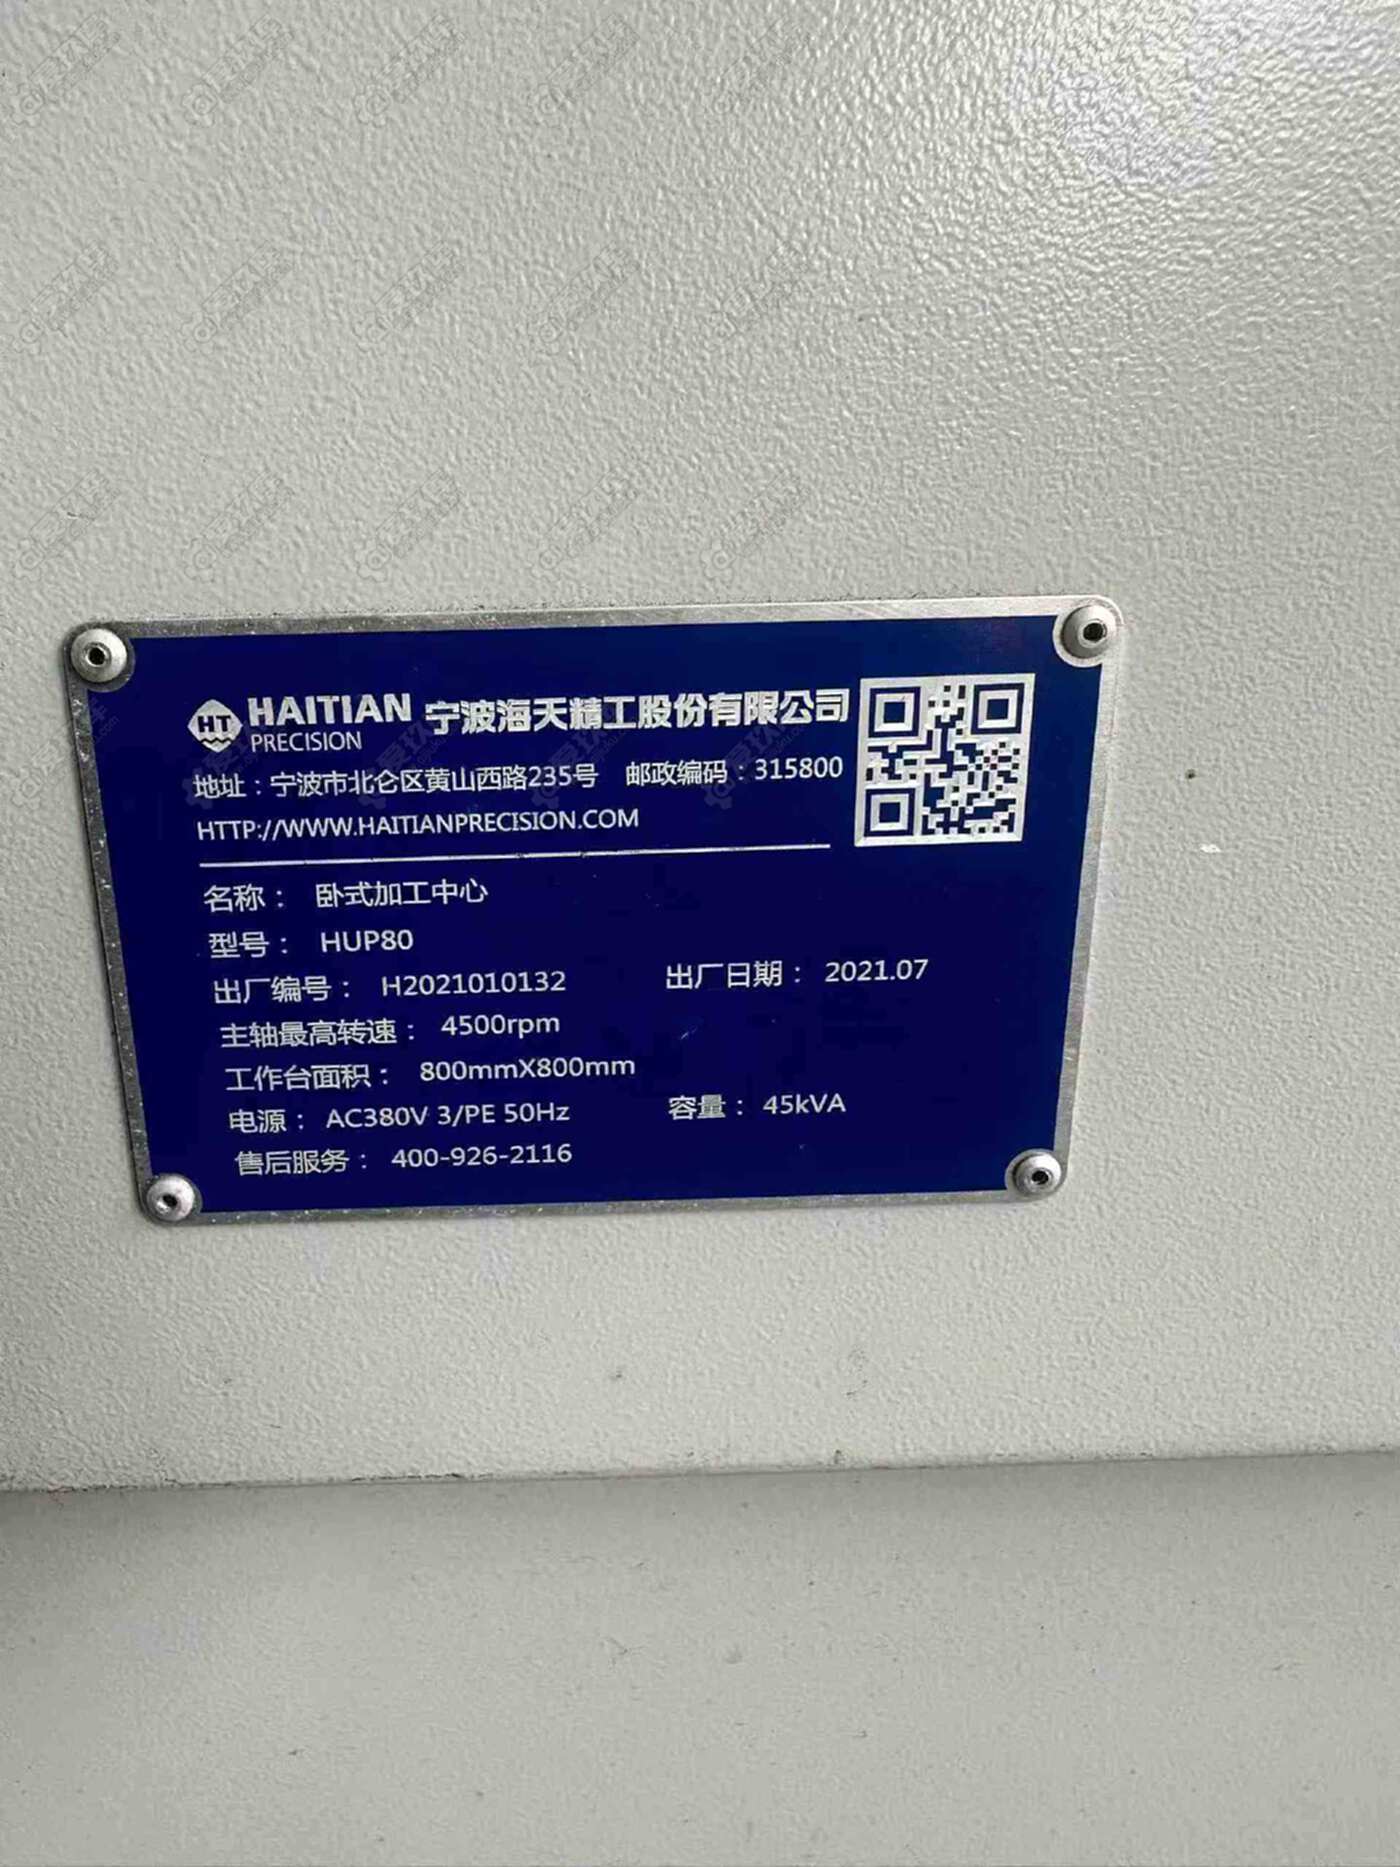 HT HAITIAN PRECISION 宁波海天精工股份有限公司
地址：宁波市北仑区黄山西路235号 邮政编码：315800
HTTP://WWW.HAITIANPRECISION.COM
名称： 卧式加工中心
型号： HUP80
出厂编号： H2021010132 出厂日期： 2021.07
主轴最高转速： 4500rpm
工作台面积： 800mmX800mm
电源： AC380V 3/PE 50Hz 容量： 45kVA
售后服务： 400-926-2116